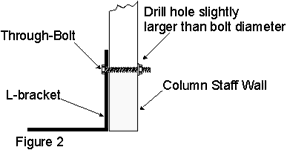 Drill hole slightly
larger than bolt diameter
Through-Bolt
Column Staff Wall
L-bracket
Figure 2